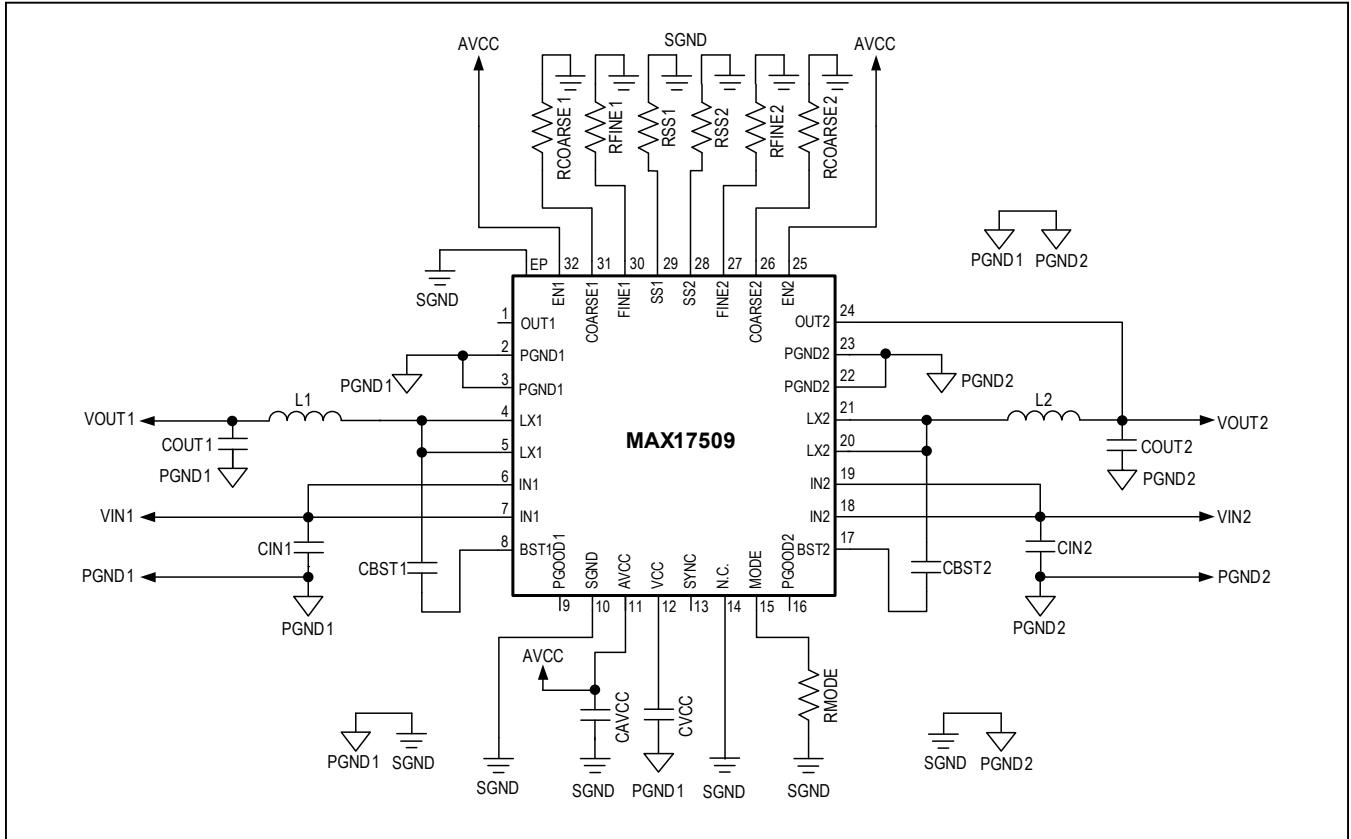 AVCC
SGND
AVCC
RCOARSE1
RFINE1
RSS1
RSS2
RFINE2
RCOARSE2
PGND1
PGND2
SGND
EP
32
31
30
29
28
27
26
25
EN1
COARSE1
FINE1
SS1
SS2
FINE2
COARSE2
EN2
1
OUT1
OUT2
24
2
PGND1
PGND2
23
PGND1
3
PGND1
PGND2
22
PGND2
VOUT1
L1
4
LX1
LX2
21
L2
VOUT2
COUT1
5
LX1
MAX17509
LX2
20
COUT2
PGND1
6
IN1
IN2
19
PGND2
VIN1
7
IN1
IN2
18
VIN2
CIN1
8
BST1
BST2
17
CIN2
PGND1
CBST1
CBST2
PGND2
PGND1
PGND2
PGOOD1
SGND
AVCC
VCC
SYNC
N.C.
MODE
PGOOD2
9
10
11
12
13
14
15
16
AVCC
CAVCC
CVCC
RMODE
PGND1
SGND
SGND
SGND
PGND1
SGND
SGND
SGND
PGND2